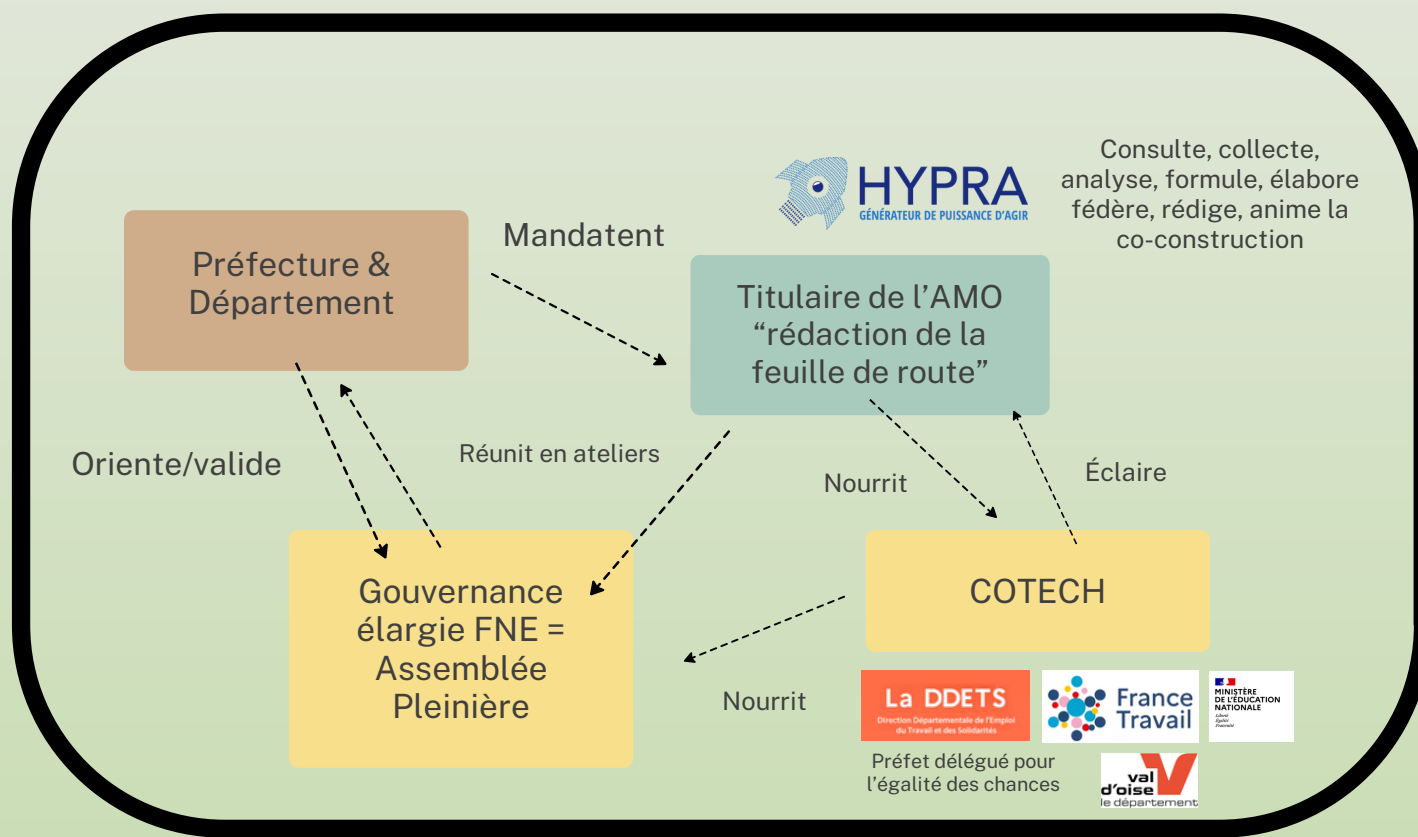 HYPRA
GÉNÉRATEUR DE PUISSANCE D'AGIR
Consulte, collecte,
analyse, formule, élabore
fédère, rédige, anime la
co-construction
Préfecture &
Département
Mandatent
Titulaire de l’AMO
“rédaction de la
feuille de route”
Oriente/valide
Réunit en ateliers
Nourrit
Éclaire
Gouvernance
élargie FNE =
Assemblée
Pleinière
COTECH
Nourrit
La DDETS
Direction Départementale de l'Emploi
du Travail et des Solidarités
France
Travail
MINISTÈRE
DE L'ÉDUCATION
NATIONALE
Liberté
Égalité
Fraternité
Préfet délégué pour
l’égalité des chances
val
d'oise
le département